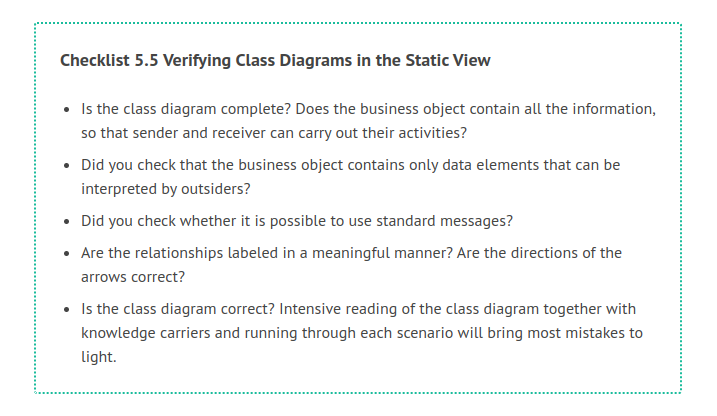 Checklist 5.5 Verifying Class Diagrams in the Static View
• Is the class diagram complete? Does the business object contain all the information,
so that sender and receiver can carry out their activities?
• Did you check that the business object contains only data elements that can be
interpreted by outsiders?
• Did you check whether it is possible to use standard messages?
• Are the relationships labeled in a meaningful manner? Are the directions of the
arrows correct?
• Is the class diagram correct? Intensive reading of the class diagram together with
knowledge carriers and running through each scenario will bring most mistakes to
light.